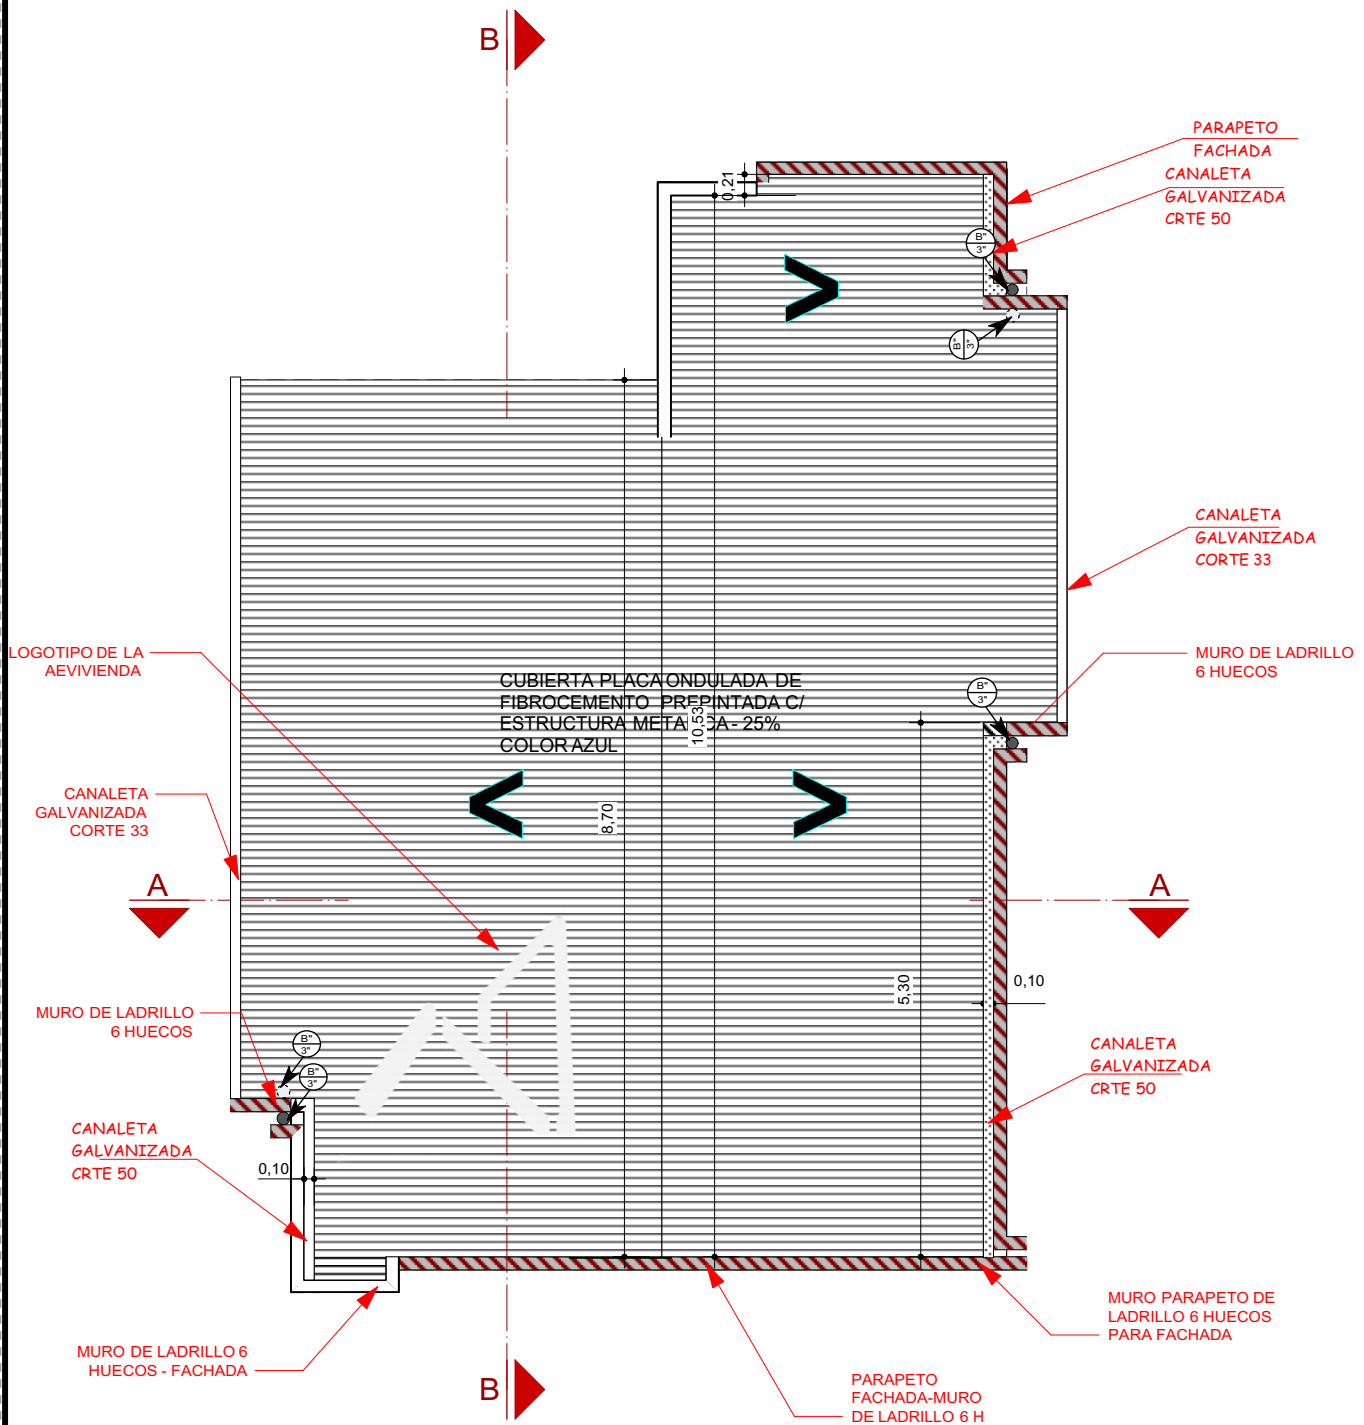 B
PARAPETO
FACHADA
CANALETA
GALVANIZADA
CRTE 50
0,21
B"
3"
B"
3"
CANALETA
GALVANIZADA
CORTE 33
LOGOTIPO DE LA
AEVIVIENDA
MURO DE LADRILLO
6 HUECOS
CUBIERTA PLACA ONDULADA DE
FIBROCEMENTO PREPINTADA C/
ESTRUCTURA METALICA - 25%
COLOR AZUL
10,53
B"
3"
CANALETA
GALVANIZADA
CORTE 33
8,70
A
A
5,30
0,10
MURO DE LADRILLO
6 HUECOS
B"
3"
B"
3"
CANALETA
GALVANIZADA
CRTE 50
CANALETA
GALVANIZADA
CRTE 50
0,10
MURO PARAPETO DE
LADRILLO 6 HUECOS
PARA FACHADA
MURO DE LADRILLO 6
HUECOS - FACHADA
B
PARAPETO
FACHADA-MURO
DE LADRILLO 6 H